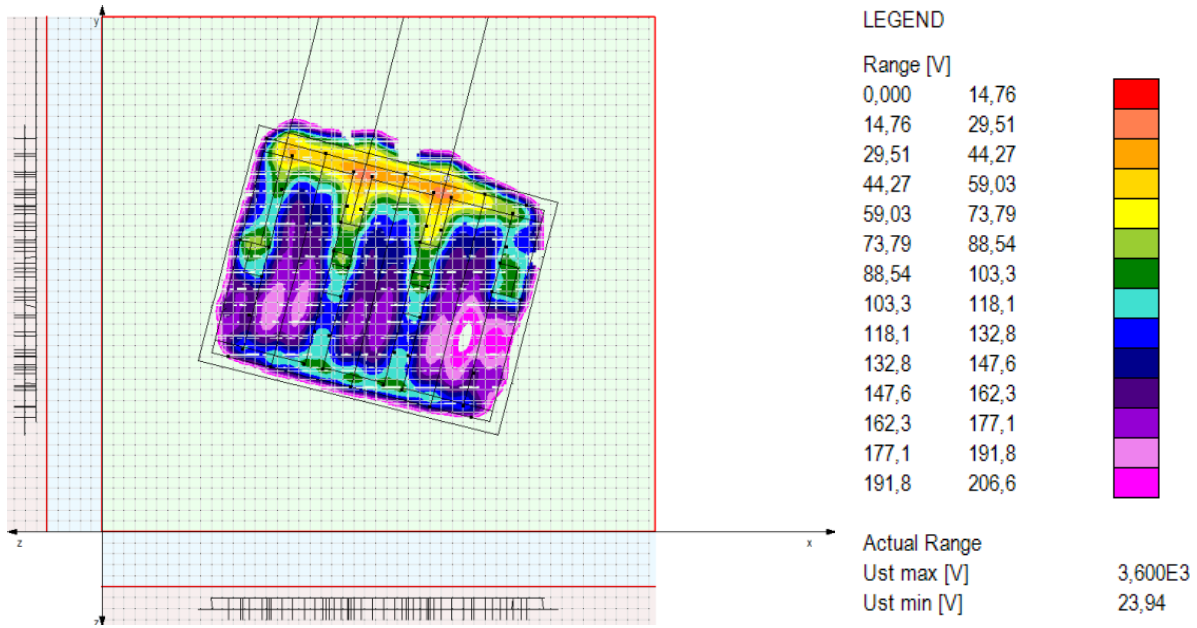 LEGEND
Range [V]
0,000 14,76
14,76 29,51
29,51 44,27
44,27 59,03
59,03 73,79
73,79 88,54
88,54 103,3
103,3 118,1
118,1 132,8
132,8 147,6
147,6 162,3
162,3 177,1
177,1 191,8
191,8 206,6
Actual Range
Ust max [V] 3,600E3
Ust min [V] 23,94
y
z
x
z